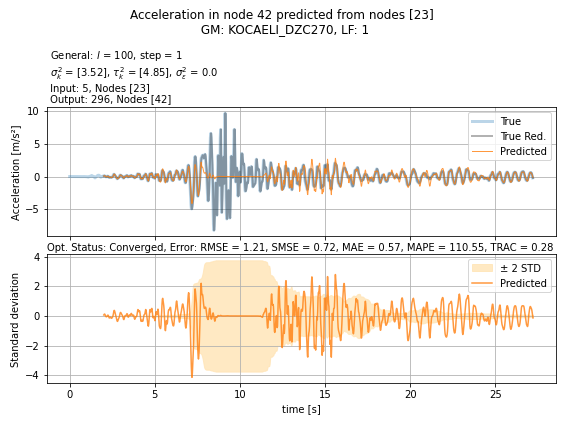 Acceleration in node 42 predicted from nodes [23]
GM: KOCAELI_DZC270, LF: 1
General: l = 100, step = 1
σ²ₖ = [3.52], τ²ₖ = [4.85], σ²ε = 0.0
Input: 5, Nodes [23]
Output: 296, Nodes [42]
10
5
0
−5
Acceleration [m/s²]
True
True Red.
Predicted
Opt. Status: Converged, Error: RMSE = 1.21, SMSE = 0.72, MAE = 0.57, MAPE = 110.55, TRAC = 0.28
4
2
0
−2
−4
Standard deviation
± 2 STD
Predicted
0 5 10 15 20 25
time [s]